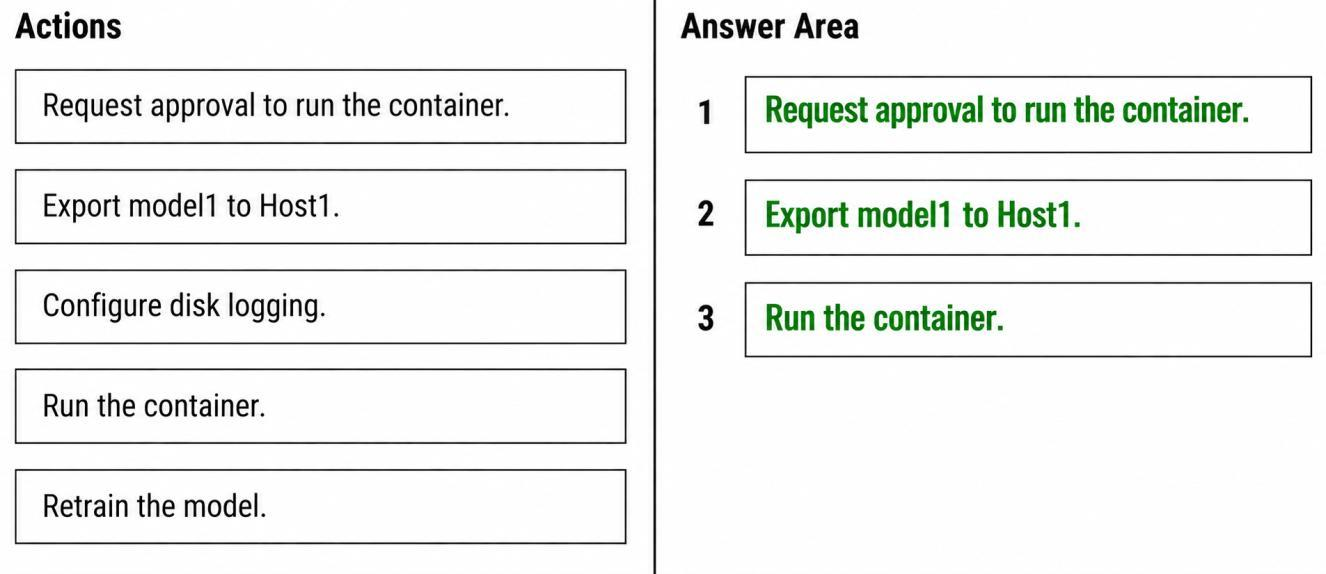 Actions
Request approval to run the container.
Export model1 to Host1.
Configure disk logging.
Run the container.
Retrain the model.
Answer Area
1 Request approval to run the container.
2 Export model1 to Host1.
3 Run the container.